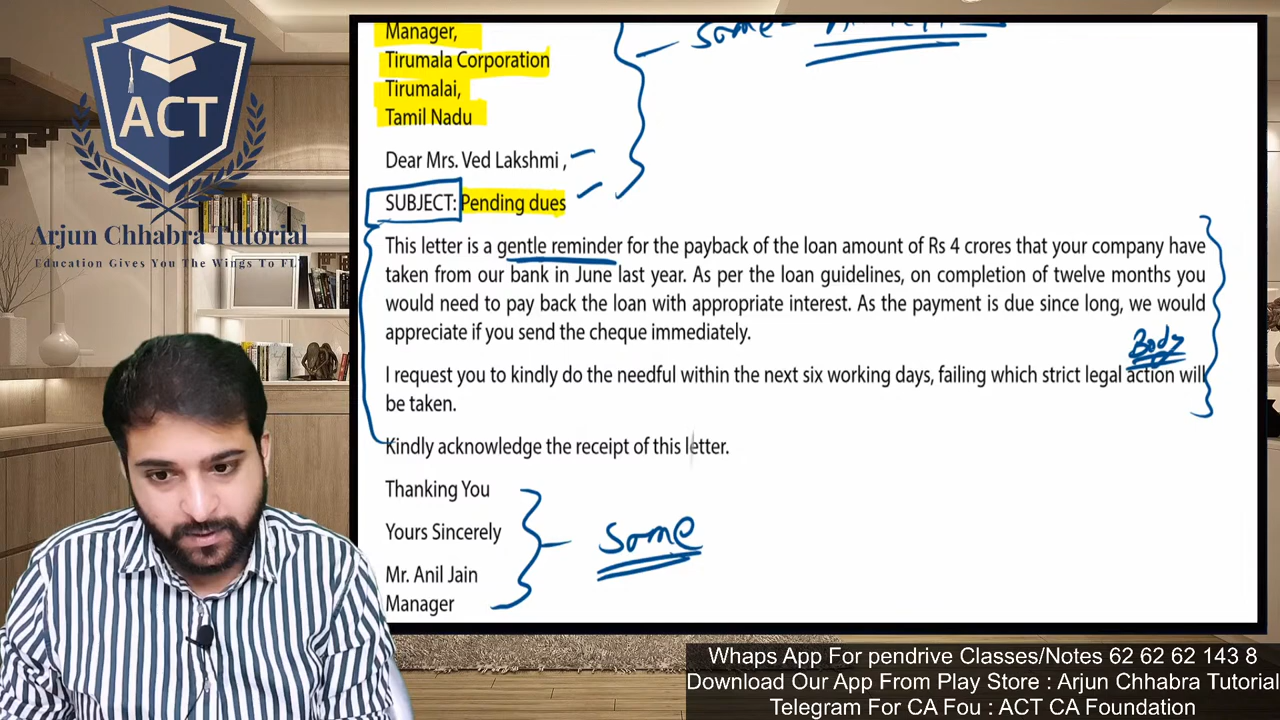 Manager,
some
Tirumala Corporation
Tirumalai,
Tamil Nadu
Dear Mrs. Ved Lakshmi ,
SUBJECT: Pending dues
This letter is a gentle reminder for the payback of the loan amount of Rs 4 crores that your company have
taken from our bank in June last year. As per the loan guidelines, on completion of twelve months you
would need to pay back the loan with appropriate interest. As the payment is due since long, we would
appreciate if you send the cheque immediately.
Body
I request you to kindly do the needful within the next six working days, failing which strict legal action will
be taken.
Kindly acknowledge the receipt of this letter.
Thanking You
Yours Sincerely
some
Mr. Anil Jain
Manager
ACT
Arjun Chhabra Tutorial
Education Gives You The Wings To FL
Whaps App For pendrive Classes/Notes 62 62 62 143 8
Download Our App From Play Store : Arjun Chhabra Tutorial
Telegram For CA Fou : ACT CA Foundation